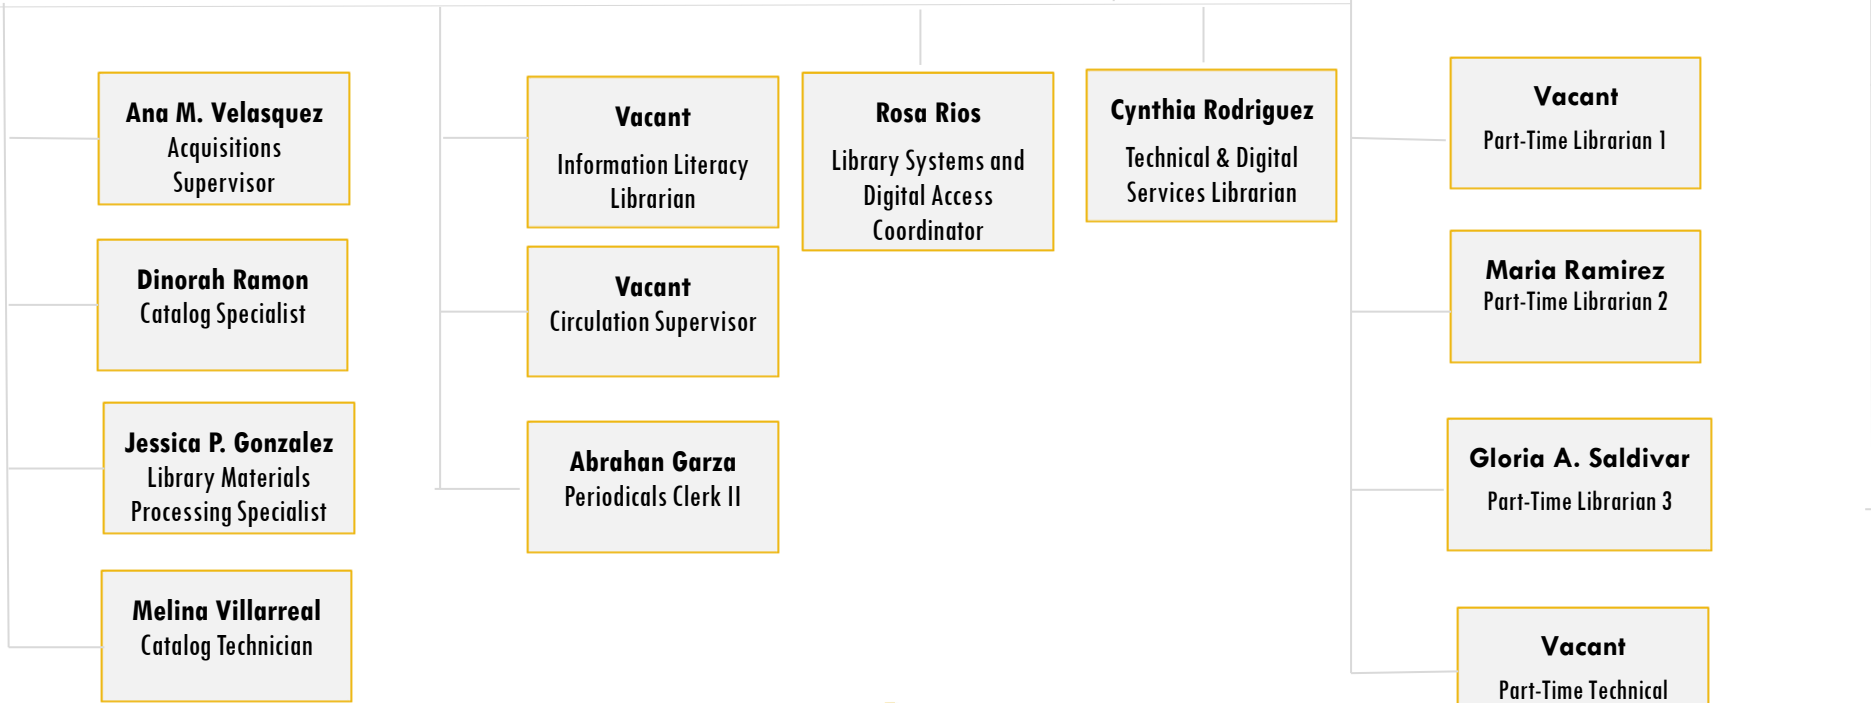 Ana M. Velasquez
Acquisitions
Supervisor
Dinorah Ramon
Catalog Specialist
Jessica P. Gonzalez
Library Materials
Processing Specialist
Melina Villarreal
Catalog Technician
Vacant
Information Literacy
Librarian
Vacant
Circulation Supervisor
Abrahan Garza
Periodicals Clerk II
Rosa Rios
Library Systems and
Digital Access
Coordinator
Cynthia Rodriguez
Technical & Digital
Services Librarian
Vacant
Part-Time Librarian 1
Maria Ramirez
Part-Time Librarian 2
Gloria A. Saldivar
Part-Time Librarian 3
Vacant
Part-Time Technical